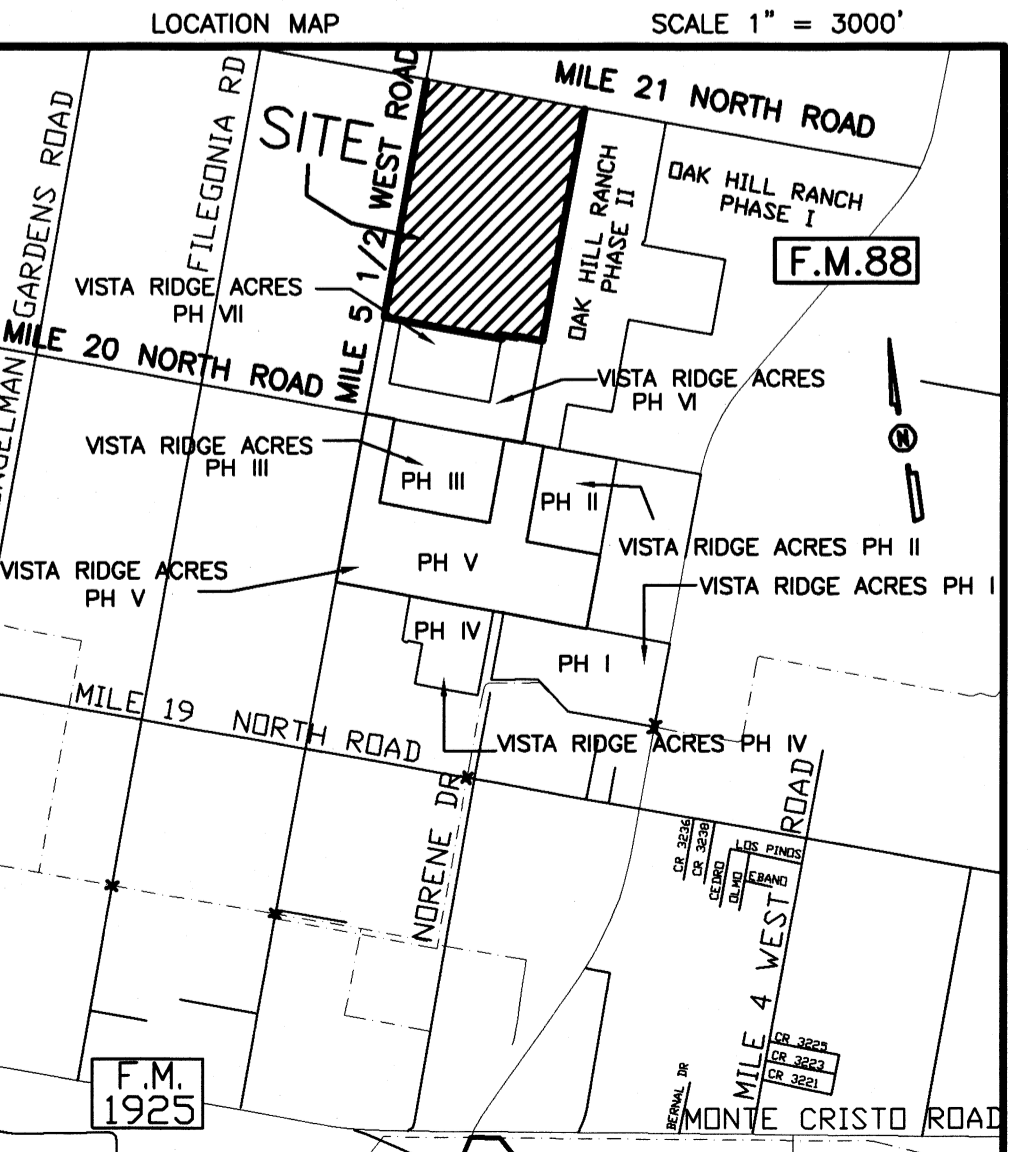 LOCATION MAP
SCALE 1" = 3000'
MILE 21 NORTH ROAD
GARDENS ROAD
FILEGONIA RD
SITE
MILE 5 1/2 WEST ROAD
OAK HILL RANCH
PHASE II
OAK HILL RANCH
PHASE I
F.M.88
VISTA RIDGE ACRES
PH VII
MILE 20 NORTH ROAD
VISTA RIDGE ACRES
PH VI
N
VISTA RIDGE ACRES
PH III
PH III
PH II
VISTA RIDGE ACRES PH II
PH V
VISTA RIDGE ACRES
PH V
VISTA RIDGE ACRES PH I
PH IV
PH I
MILE 19 NORTH ROAD
VISTA RIDGE ACRES PH IV
NORENE DR
CR 3236
CR 3238
CEDRO
OLMO
LOS PINOS
EBANO
MILE 4 WEST ROAD
CR 3225
CR 3223
CR 3221
BERNAL DR
F.M.
1925
MONTE CRISTO ROAD